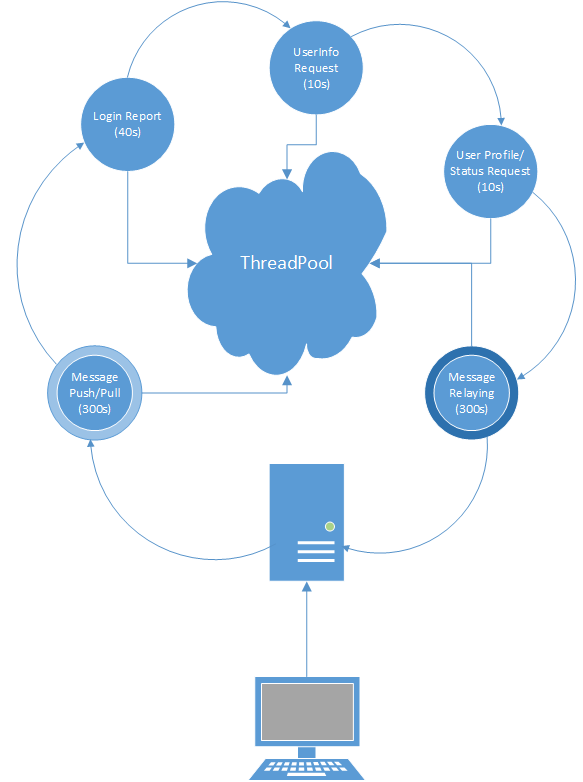 UserInfo
Request
(10s)
Login Report
(40s)
User Profile/
Status Request
(10s)
ThreadPool
Message
Push/Pull
(300s)
Message
Relaying
(300s)